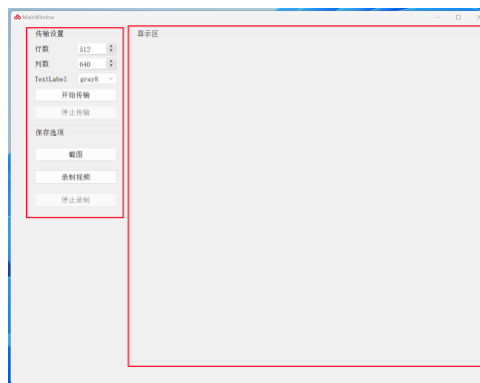 MainWindow
传输设置
显示区
行数 512
列数 640
TextLabel gray8
开始传输
停止传输
保存选项
截图
录制视频
停止录制